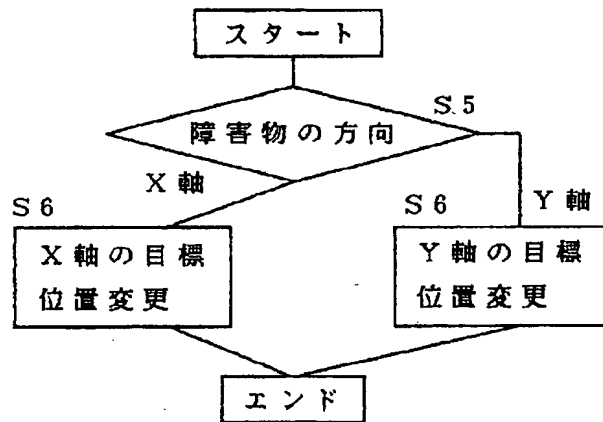 スタート
S5
障害物の方向
X軸
Y軸
S6
S6
X軸の目標
位置変更
Y軸の目標
位置変更
エンド